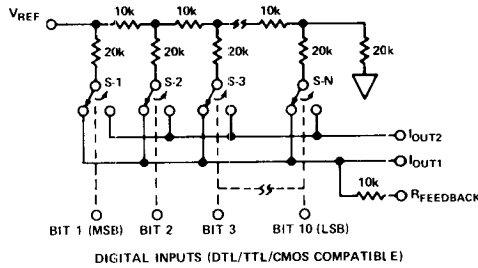 10k 10k 10k
VREF
20k 20k 20k 20k 20k
S-1 S-2 S-3 S-N
IOUT2
IOUT1
10k
RFEEDBACK
BIT 1 (MSB) BIT 2 BIT 3 BIT 10 (LSB)
DIGITAL INPUTS (DTL/TTL/CMOS COMPATIBLE)